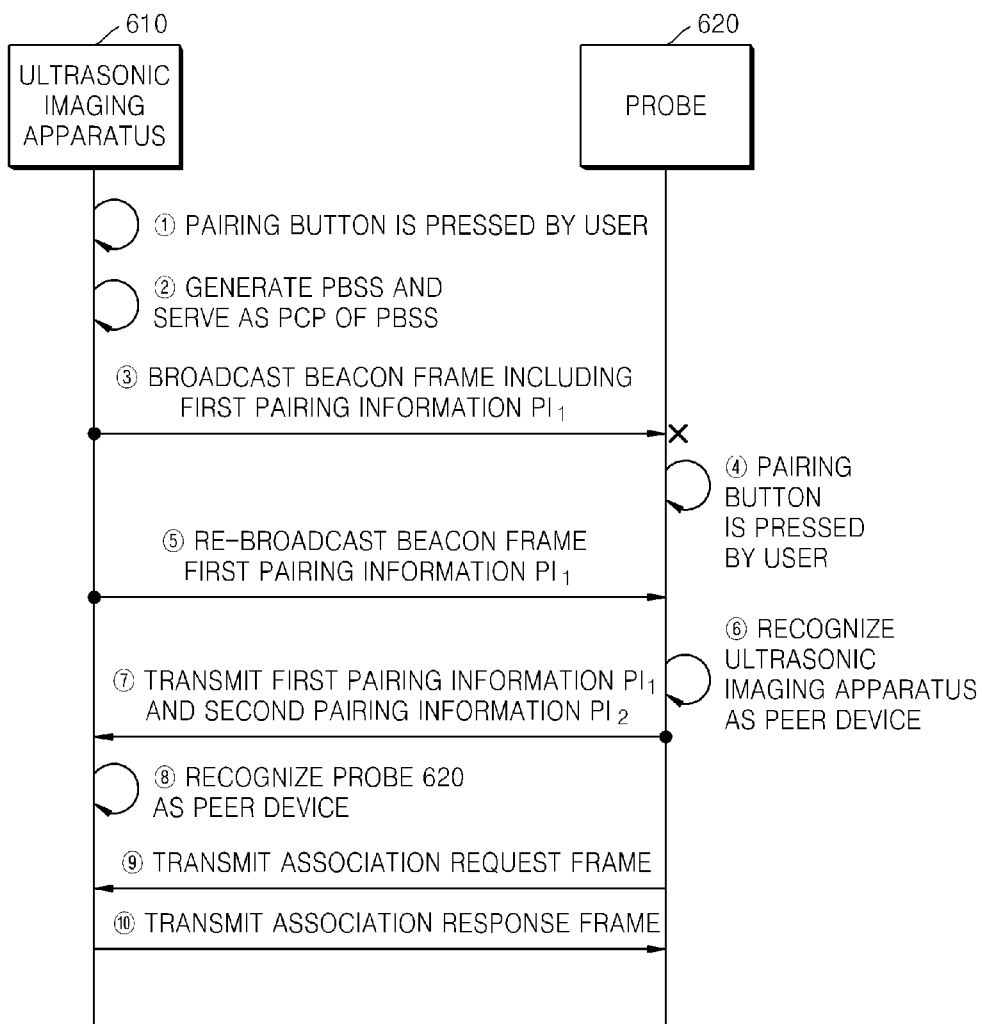 610
620
ULTRASONIC
IMAGING
APPARATUS
PROBE
① PAIRING BUTTON IS PRESSED BY USER
② GENERATE PBSS AND
SERVE AS PCP OF PBSS
③ BROADCAST BEACON FRAME INCLUDING
FIRST PAIRING INFORMATION PI₁
④ PAIRING
BUTTON
IS PRESSED
BY USER
⑤ RE-BROADCAST BEACON FRAME
FIRST PAIRING INFORMATION PI₁
⑥ RECOGNIZE
ULTRASONIC
IMAGING APPARATUS
AS PEER DEVICE
⑦ TRANSMIT FIRST PAIRING INFORMATION PI₁
AND SECOND PAIRING INFORMATION PI₂
⑧ RECOGNIZE PROBE 620
AS PEER DEVICE
⑨ TRANSMIT ASSOCIATION REQUEST FRAME
⑩ TRANSMIT ASSOCIATION RESPONSE FRAME